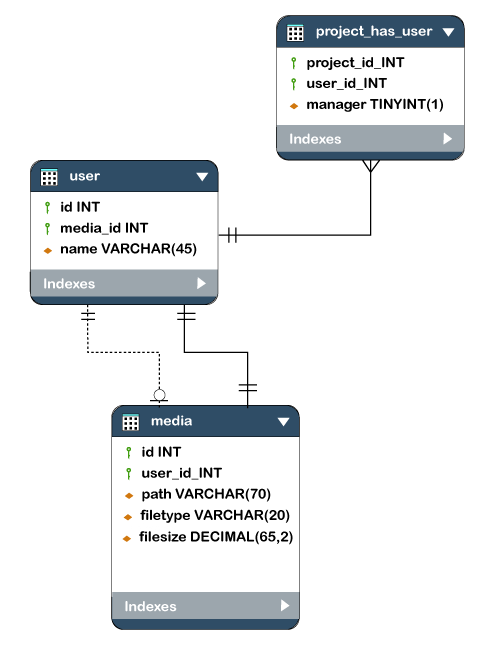 project_has_user
project_id_INT
user_id_INT
manager TINYINT(1)
Indexes
user
id INT
media_id INT
name VARCHAR(45)
Indexes
media
id INT
user_id_INT
path VARCHAR(70)
filetype VARCHAR(20)
filesize DECIMAL(65,2)
Indexes